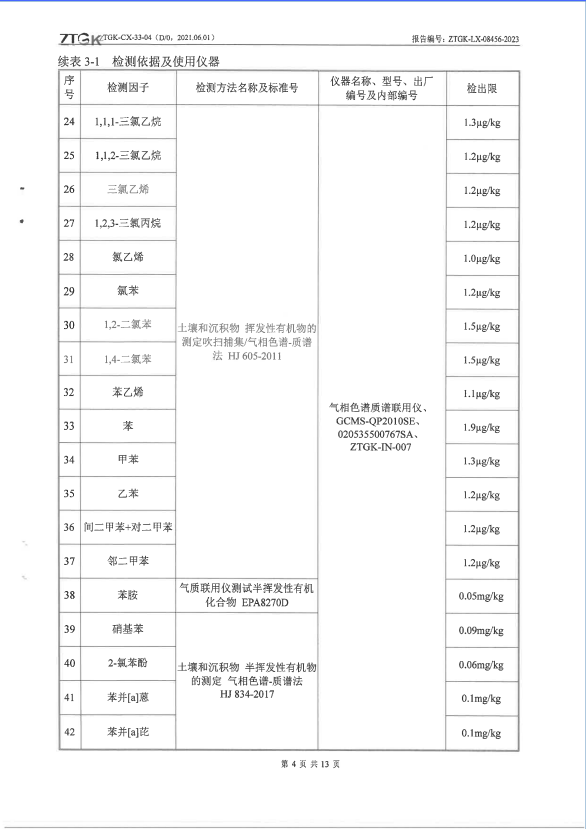 ZTGK ZTGK-CX-33-04（D/0，2021.06.01） 报告编号：ZTGK-LX-08456-2023
续表 3-1 检测依据及使用仪器
序号 检测因子 检测方法名称及标准号 仪器名称、型号、出厂编号及内部编号 检出限
24 1,1,1-三氯乙烷 1.3μg/kg
25 1,1,2-三氯乙烷 1.2μg/kg
26 三氯乙烯 1.2μg/kg
27 1,2,3-三氯丙烷 1.2μg/kg
28 氯乙烯 1.0μg/kg
29 氯苯 1.2μg/kg
30 1,2-二氯苯 1.5μg/kg
土壤和沉积物 挥发性有机物的
测定吹扫捕集/气相色谱-质谱
法 HJ 605-2011
31 1,4-二氯苯 1.5μg/kg
32 苯乙烯 1.1μg/kg
气相色谱质谱联用仪、
GCMS-QP2010SE、
020535500767SA、
ZTGK-IN-007
33 苯 1.9μg/kg
34 甲苯 1.3μg/kg
35 乙苯 1.2μg/kg
36 间二甲苯+对二甲苯 1.2μg/kg
37 邻二甲苯 1.2μg/kg
38 苯胺 0.05mg/kg
气质联用仪测试半挥发性有机
化合物 EPA8270D
39 硝基苯 0.09mg/kg
40 2-氯苯酚 0.06mg/kg
土壤和沉积物 半挥发性有机物
的测定 气相色谱-质谱法
HJ 834-2017
41 苯并[a]蒽 0.1mg/kg
42 苯并[a]芘 0.1mg/kg
第 4 页 共 13 页